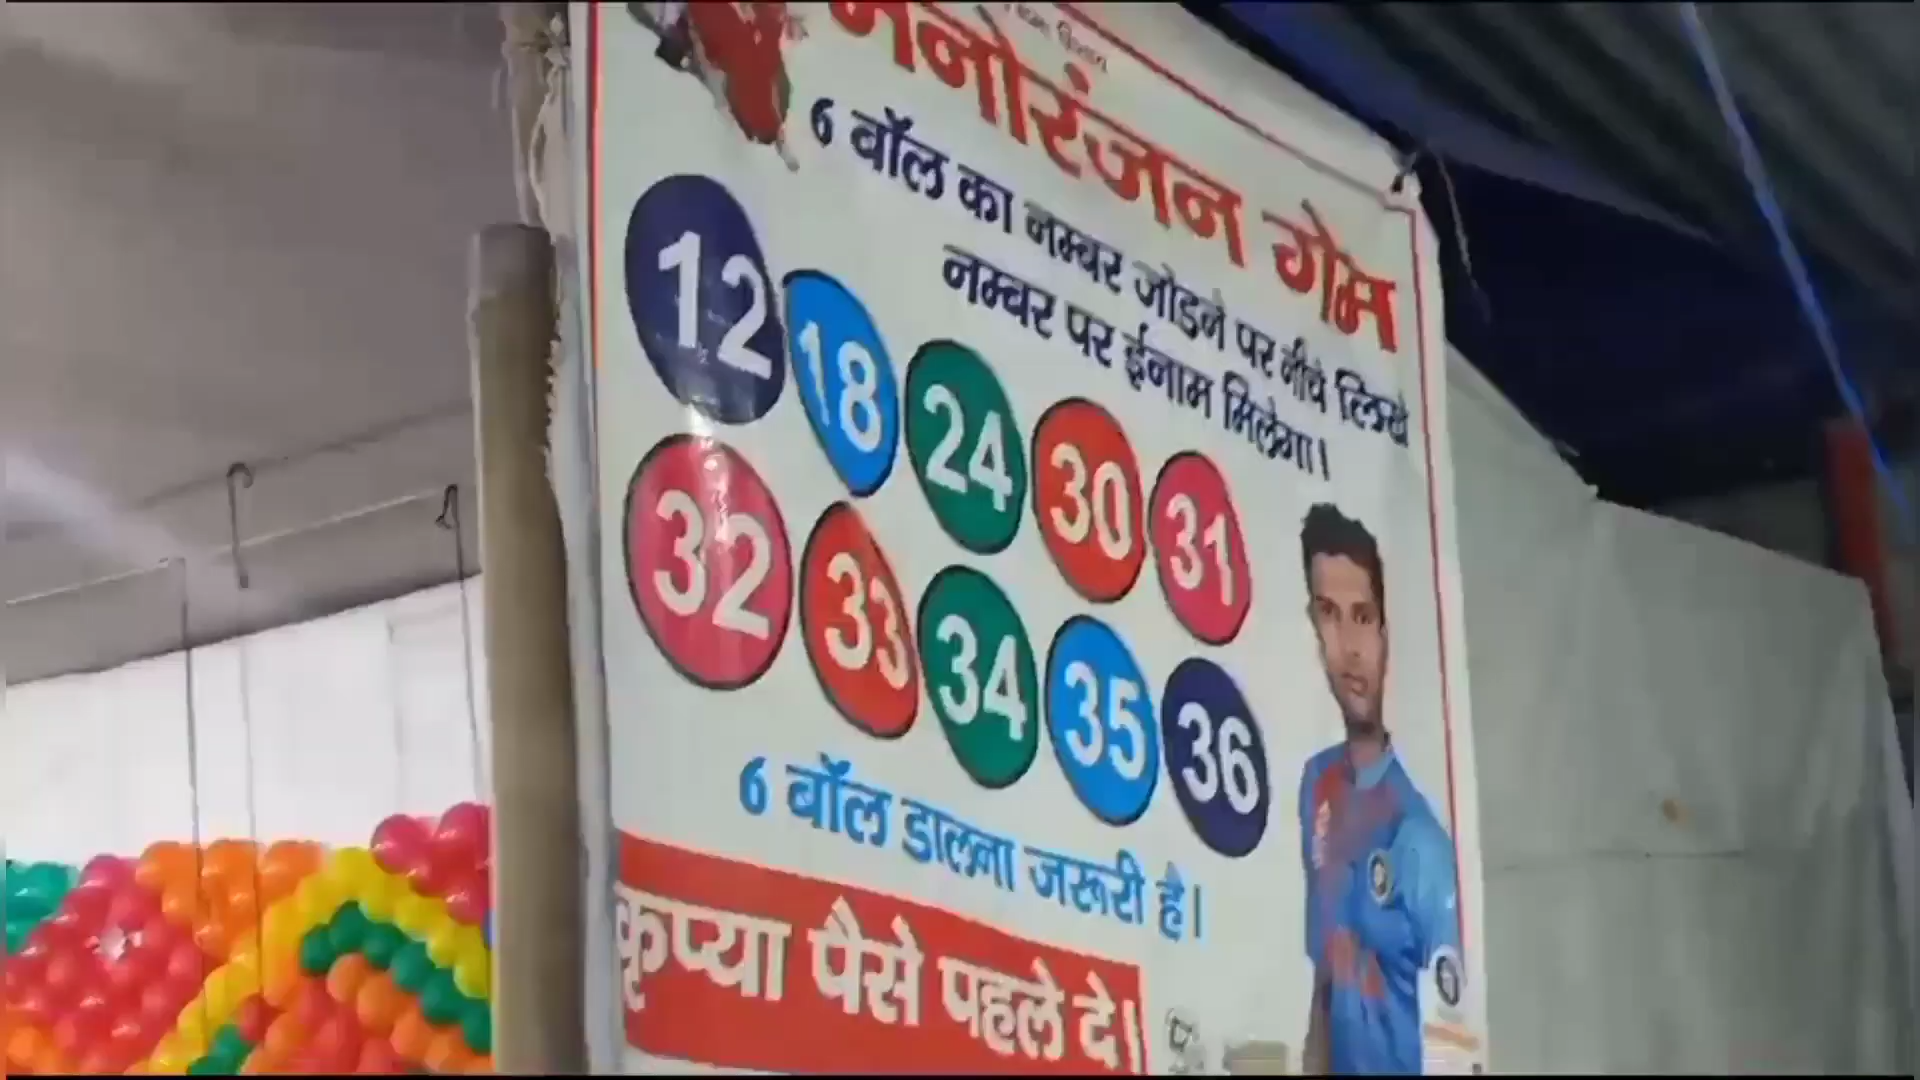 मनोरंजन गेम
6 बॉल का नम्बर जोडने पर नीचे लिखे
नम्बर पर ईनाम मिलेगा।
12 18 24 30 31
32 33 34 35 36
6 बॉल डालना जरूरी है।
कृप्या पैसे पहले दे।